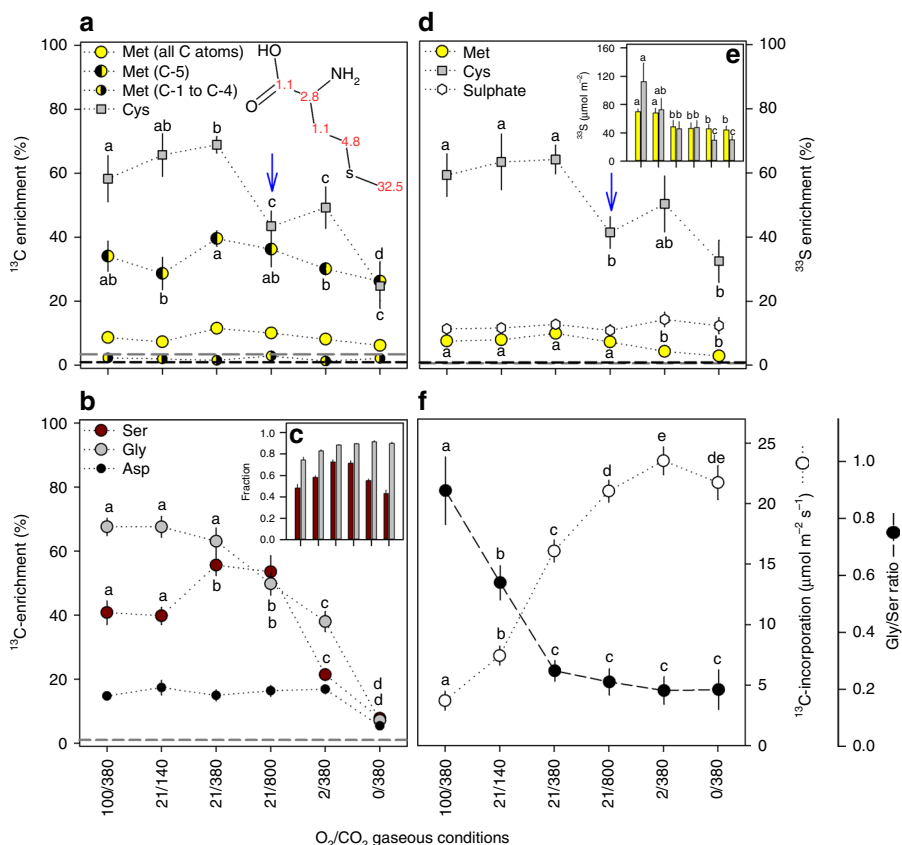 a
Met (all C atoms)
Met (C-5)
Met (C-1 to C-4)
Cys
HO
O
NH2
S
1.1
2.8
1.1
4.8
32.5
13C enrichment (%)
100
80
60
40
20
0
a
ab
b
c
c
d
ab
b
a
ab
b
c
d
Met
Cys
Sulphate
33S enrichment (%)
100
80
60
40
20
0
a
a
a
a
b
b
b
ab
b
e
33S (μmol m−2)
160
120
80
40
0
a
a
a
ab
b
b
b
b
b
c
b
c
b
Ser
Gly
Asp
13C-enrichment (%)
100
80
60
40
20
0
a
a
c
a
a
b
b
b
c
c
d
d
c
Fraction
1.0
0.8
0.6
0.4
0.2
0.0
f
a
b
c
c
c
c
a
b
c
d
e
de
25
20
15
10
5
0
13C-incorporation (μmol m−2 s−1)
1.0
0.8
0.6
0.4
0.2
0.0
Gly/Ser ratio
100/380
21/140
21/380
21/800
2/380
0/380
100/380
21/140
21/380
21/800
2/380
0/380
O2/CO2 gaseous conditions